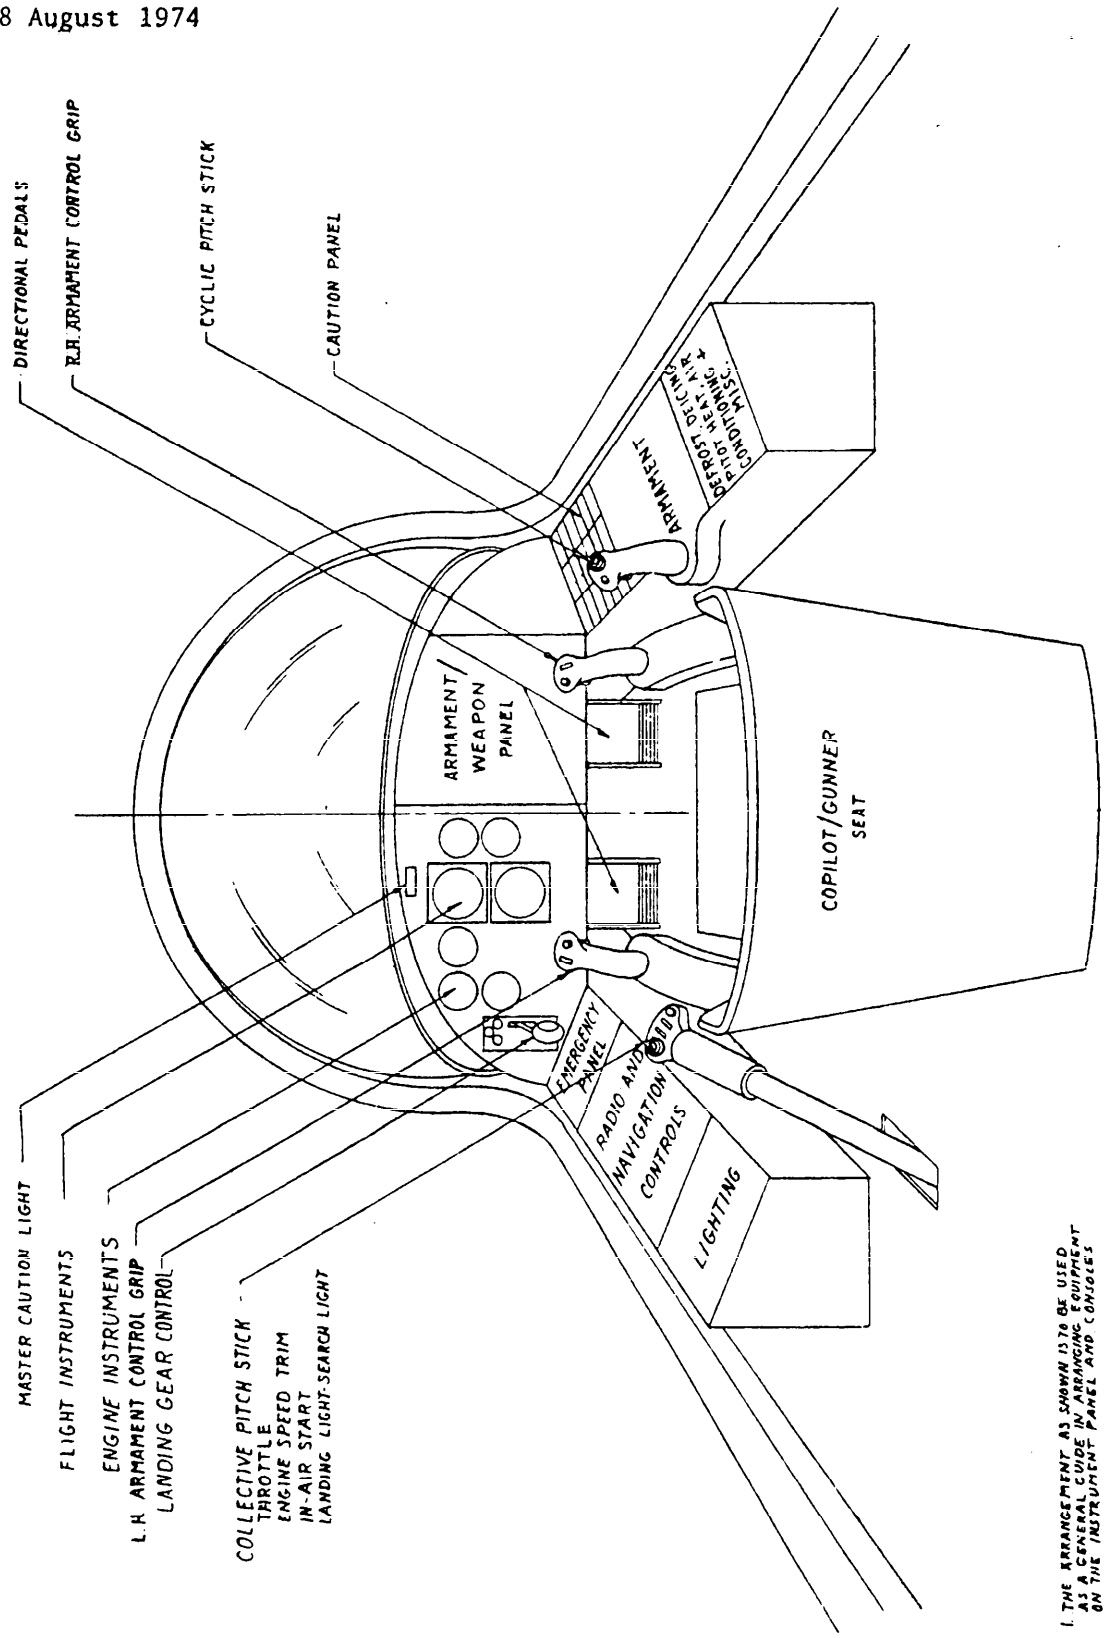 8 August 1974
DIRECTIONAL PEDALS
R.H. ARMAMENT CONTROL GRIP
CYCLIC PITCH STICK
CAUTION PANEL
MASTER CAUTION LIGHT
FLIGHT INSTRUMENTS
ENGINE INSTRUMENTS
L.H ARMAMENT CONTROL GRIP
LANDING GEAR CONTROL
COLLECTIVE PITCH STICK
THROTTLE
ENGINE SPEED TRIM
IN-AIR START
LANDING LIGHT-SEARCH LIGHT
ARMAMENT/
WEAPON
PANEL
EMERGENCY
PANEL
RADIO AND
NAVIGATION
CONTROLS
LIGHTING
ARMAMENT
DEFROST, DEICING
PITOT HEAT, AIR
CONDITIONING +
MISC.
COPILOT/GUNNER
SEAT
1. THE ARRANGEMENT AS SHOWN IS TO BE USED
AS A GENERAL GUIDE IN ARRANGING EQUIPMENT
ON THE INSTRUMENT PANEL AND CONSOLES